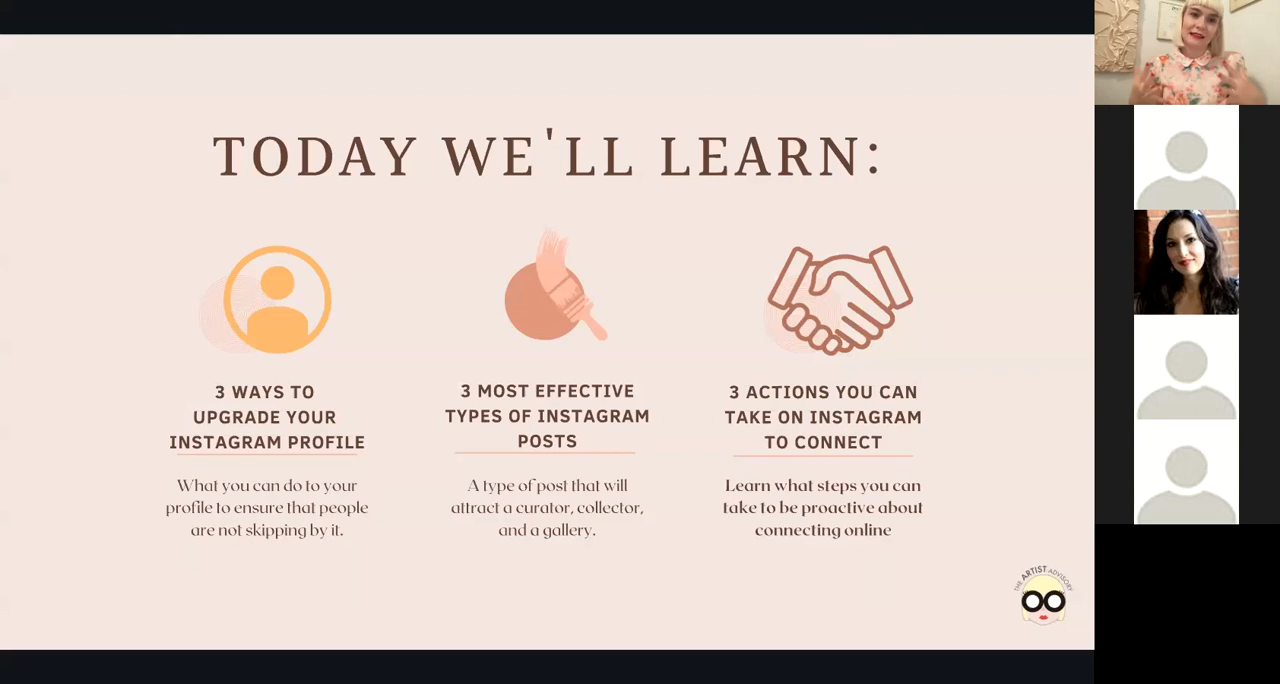 TODAY WE'LL LEARN:
3 WAYS TO
UPGRADE YOUR
INSTAGRAM PROFILE
What you can do to your
profile to ensure that people
are not skipping by it.
3 MOST EFFECTIVE
TYPES OF INSTAGRAM
POSTS
A type of post that will
attract a curator, collector,
and a gallery.
3 ACTIONS YOU CAN
TAKE ON INSTAGRAM
TO CONNECT
Learn what steps you can
take to be proactive about
connecting online
THE ARTIST ADVISORY